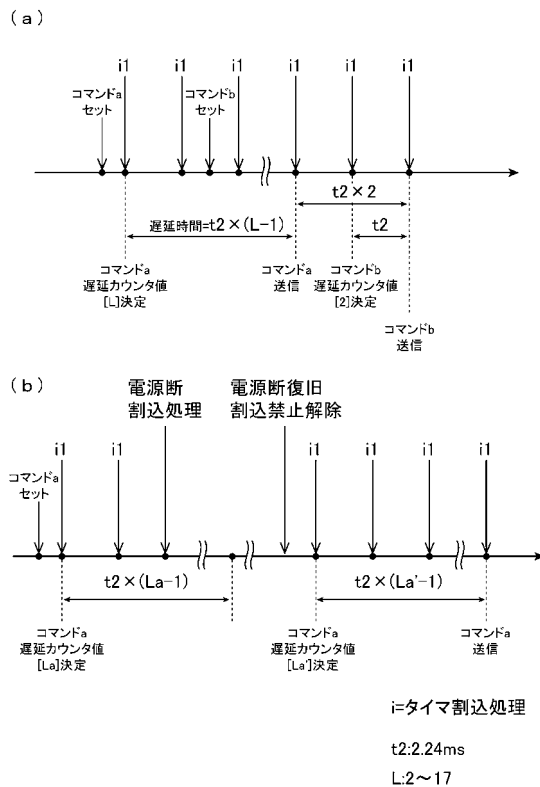 (a)
i1 i1 i1 i1 i1 i1
コマンドa
セット
コマンドb
セット
t2×2
遅延時間=t2×(L-1)
t2
コマンドa
遅延カウンタ値
[L]決定
コマンドa
送信
コマンドb
遅延カウンタ値
[2]決定
コマンドb
送信
(b)
電源断
割込処理
電源断復旧
割込禁止解除
i1 i1 i1 i1 i1 i1
コマンドa
セット
t2×(La-1)
t2×(La'-1)
コマンドa
遅延カウンタ値
[La]決定
コマンドa
遅延カウンタ値
[La']決定
コマンドa
送信
i=タイマ割込処理
t2:2.24ms
L:2～17